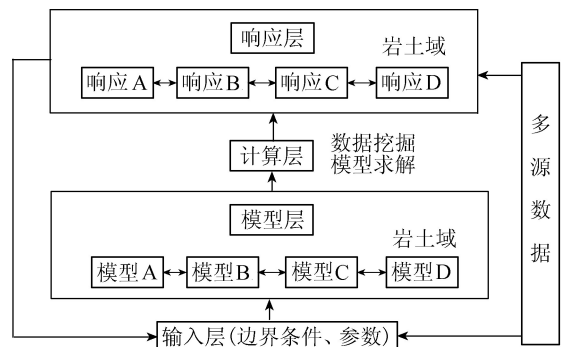 响应层
岩土域
响应A 响应B 响应C 响应D
计算层
数据挖掘
模型求解
模型层
岩土域
模型A 模型B 模型C 模型D
输入层(边界条件、参数)
多源数据